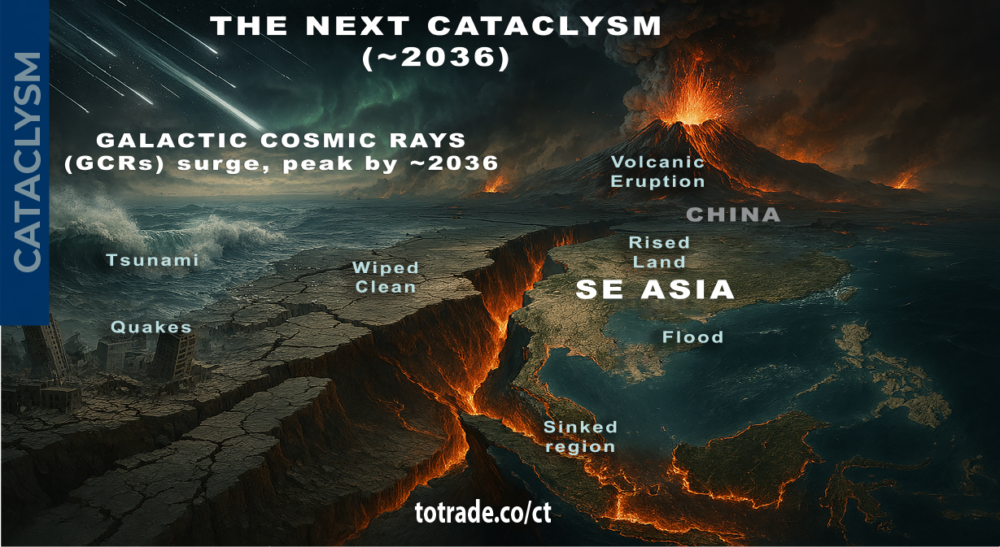 CATACLYSM
THE NEXT CATACLYSM
(~2036)
GALACTIC COSMIC RAYS
(GCRs) surge, peak by ~2036
Volcanic
Eruption
CHINA
Rised
Land
SE ASIA
Tsunami
Wiped
Clean
Quakes
Flood
Sinked
region
totrade.co/ct